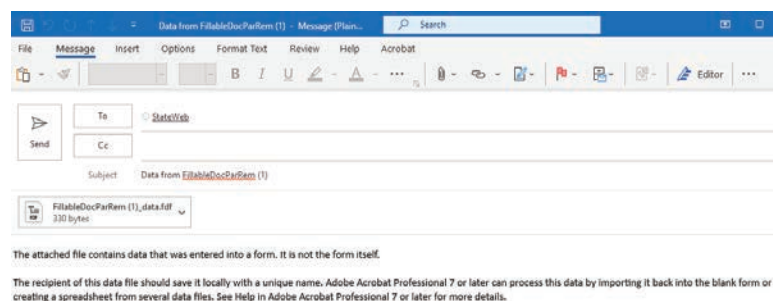 Data from FillableDocParRem (1) - Message (Plain...
Search
File Message Insert Options Format Text Review Help Acrobat
B I U A Editor
To StateWeb
Send Cc
Subject Data from FillableDocParRem (1)
FillableDocParRem (1)_data.fdf
330 bytes
The attached file contains data that was entered into a form. It is not the form itself.
The recipient of this data file should save it locally with a unique name. Adobe Acrobat Professional 7 or later can process this data by importing it back into the blank form or
creating a spreadsheet from several data files. See Help in Adobe Acrobat Professional 7 or later for more details.